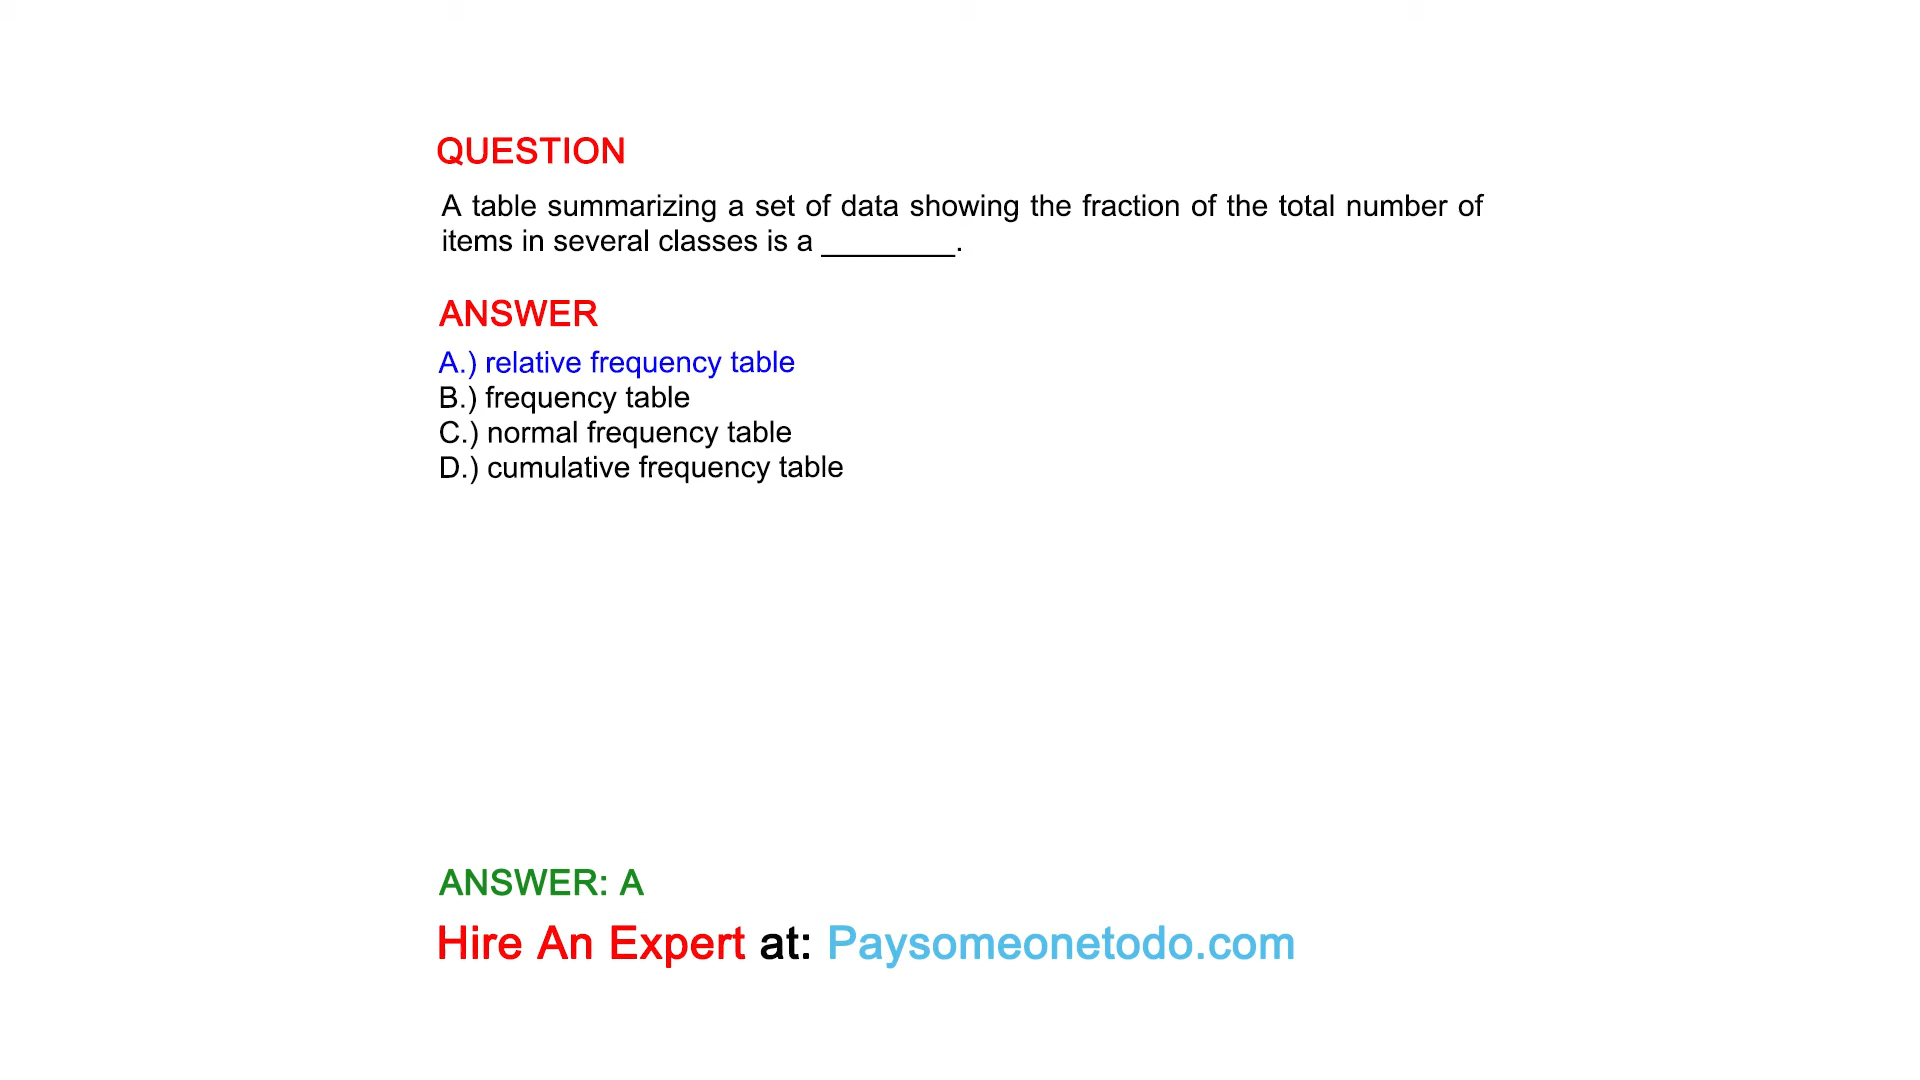 QUESTION
A table summarizing a set of data showing the fraction of the total number of
items in several classes is a ________.
ANSWER
A.) relative frequency table
B.) frequency table
C.) normal frequency table
D.) cumulative frequency table
ANSWER: A
Hire An Expert at: Paysomeonetodo.com